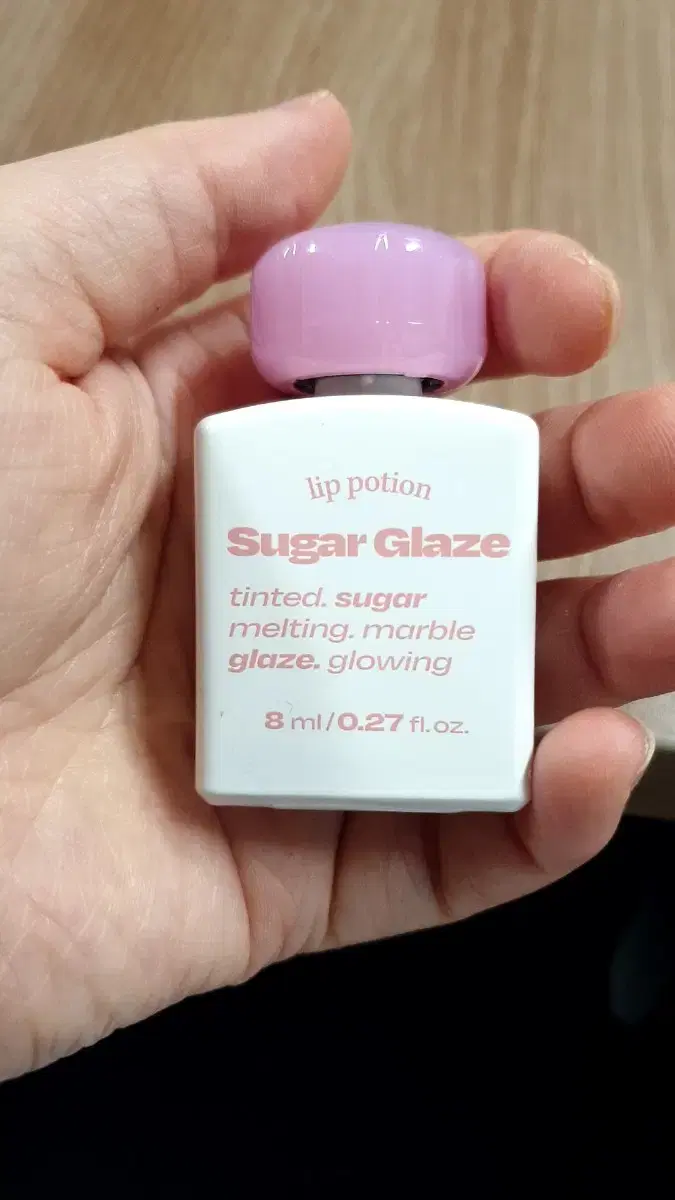 lip potion
Sugar Glaze
tinted. sugar
melting. marble
glaze. glowing
8 ml/0.27 fl.oz.